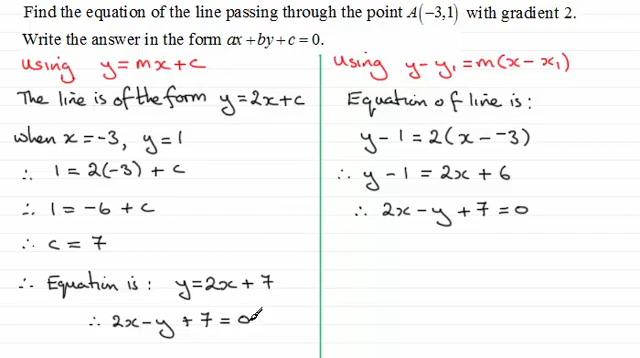 Find the equation of the line passing through the point A(−3,1) with gradient 2.
Write the answer in the form ax+by+c=0.
Using y=mx+c
The line is of the form y=2x+c
when x=-3, y=1
∴ 1=2(-3)+c
∴ 1=-6+c
∴ c=7
∴ Equation is: y=2x+7
∴ 2x-y+7=0
Using y-y₁=m(x-x₁)
Equation of line is:
y-1=2(x-⁻3)
∴ y-1=2x+6
∴ 2x-y+7=0